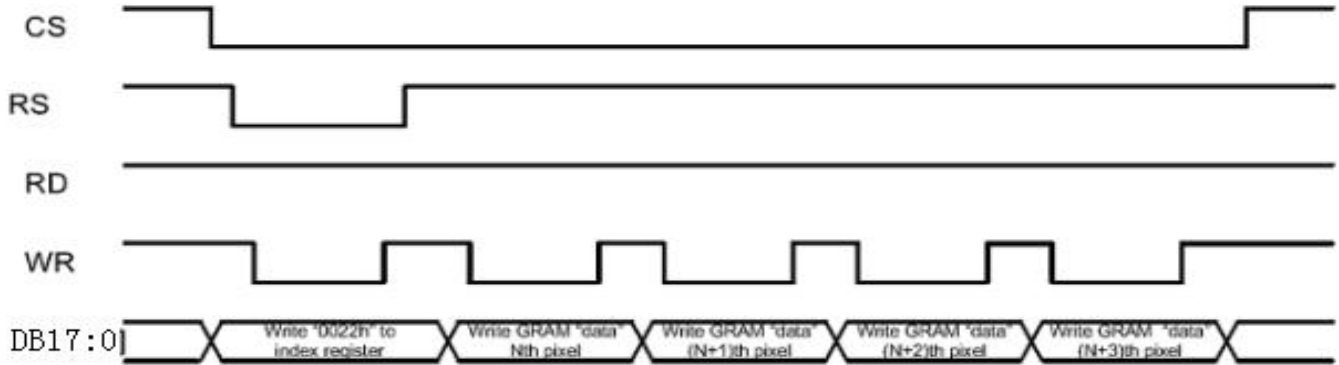 CS
RS
RD
WR
DB17:0
Write "0022h" to
index register
Write GRAM "data"
Nth pixel
Write GRAM "data"
(N+1)th pixel
Write GRAM "data"
(N+2)th pixel
Write GRAM "data"
(N+3)th pixel